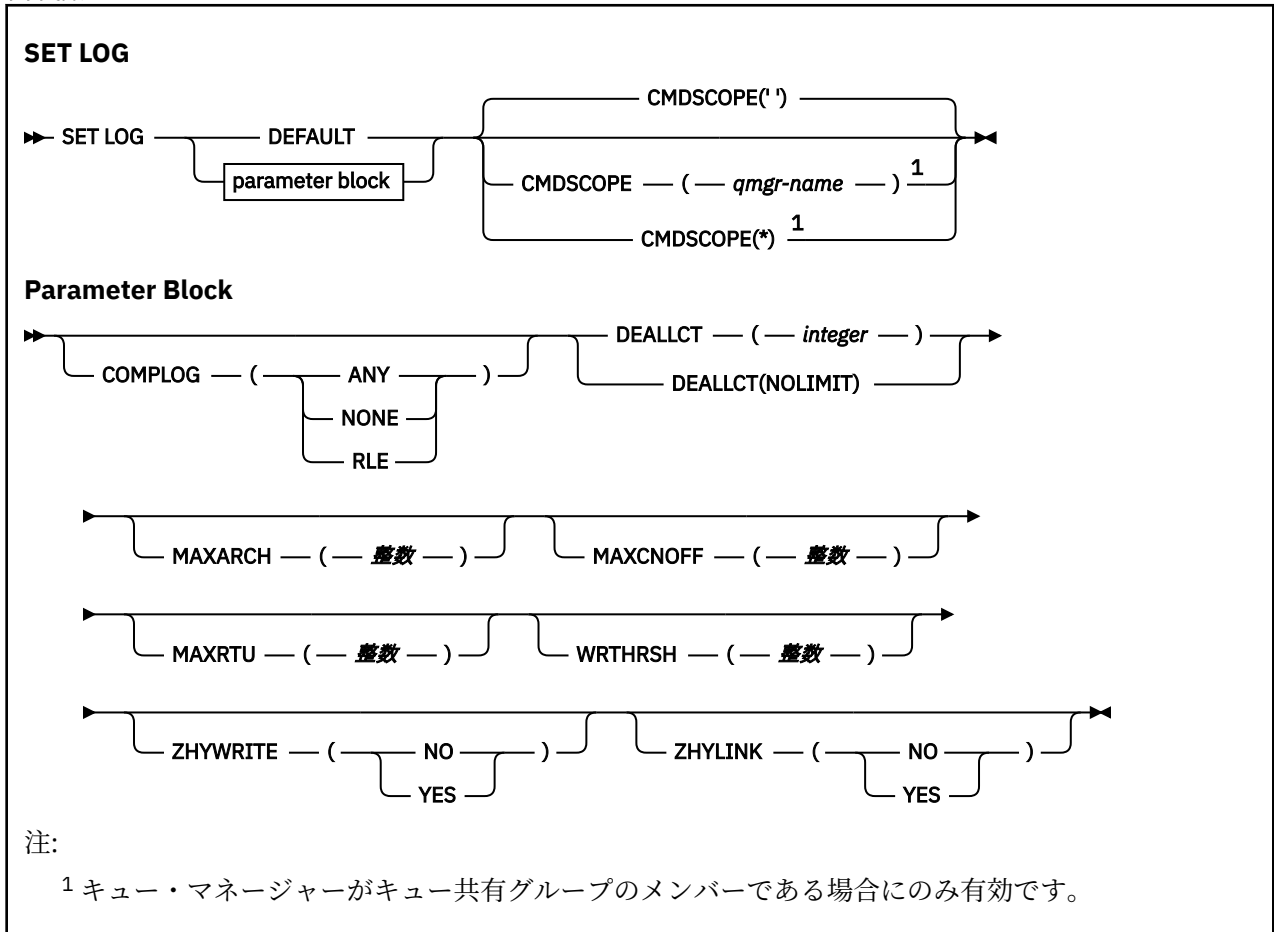 SET LOG
CMDSCOPE(' ')
SET LOG DEFAULT
parameter block
CMDSCOPE ( qmgr-name ) 1
CMDSCOPE(*) 1
Parameter Block
DEALLCT ( integer )
COMPLOG ( ANY )
DEALLCT(NOLIMIT)
NONE
RLE
MAXARCH ( 整数 ) MAXCNOFF ( 整数 )
MAXRTU ( 整数 ) WRTHRSH ( 整数 )
ZHYWRITE ( NO ) ZHYLINK ( NO )
YES YES
注:
1 キュー・マネージャーがキュー共有グループのメンバーである場合にのみ有効です。